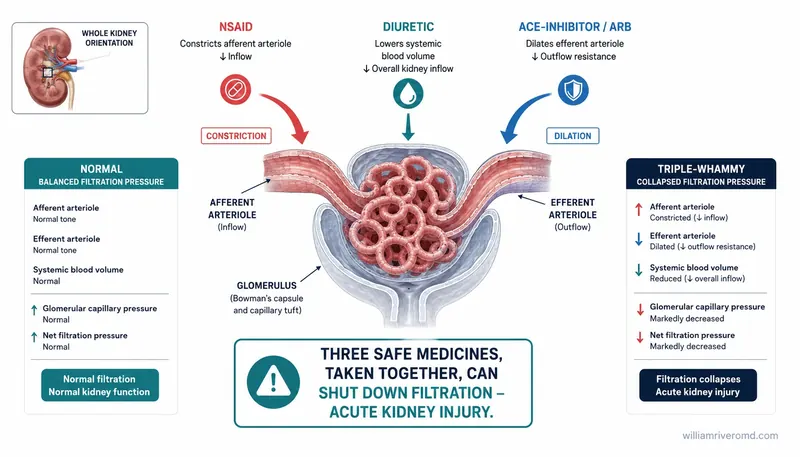 WHOLE KIDNEY
ORIENTATION
NSAID
Constricts afferent arteriole
↓ Inflow
DIURETIC
Lowers systemic
blood volume
↓ Overall kidney inflow
ACE-INHIBITOR / ARB
Dilates efferent arteriole
↓ Outflow resistance
CONSTRICTION
DILATION
NORMAL
BALANCED FILTRATION PRESSURE
Afferent arteriole
Normal tone
Efferent arteriole
Normal tone
Systemic blood volume
Normal
↑ Glomerular capillary pressure
Normal
↑ Net filtration pressure
Normal
Normal filtration
Normal kidney function
AFFERENT
ARTERIOLE
(Inflow)
EFFERENT
ARTERIOLE
(Outflow)
GLOMERULUS
(Bowman's capsule
and capillary tuft)
TRIPLE-WHAMMY
COLLAPSED FILTRATION PRESSURE
↑ Afferent arteriole
Constricted (↓ inflow)
↓ Efferent arteriole
Dilated (↓ outflow resistance)
↓ Systemic blood volume
Reduced (↓ overall inflow)
↓ Glomerular capillary pressure
Markedly decreased
↓ Net filtration pressure
Markedly decreased
Filtration collapses
Acute kidney injury
THREE SAFE MEDICINES,
TAKEN TOGETHER, CAN
SHUT DOWN FILTRATION –
ACUTE KIDNEY INJURY.
williamriveromd.com